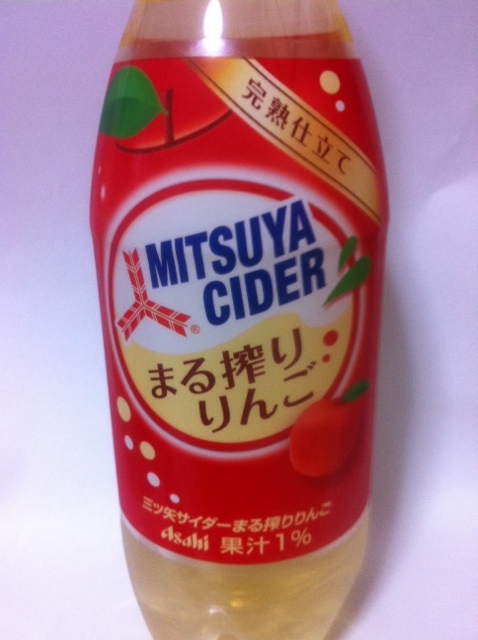 完熟仕立て
MITSUYA
CIDER
®
まる搾り
りんご
三ツ矢サイダーまる搾りりんご
Asahi 果汁1%